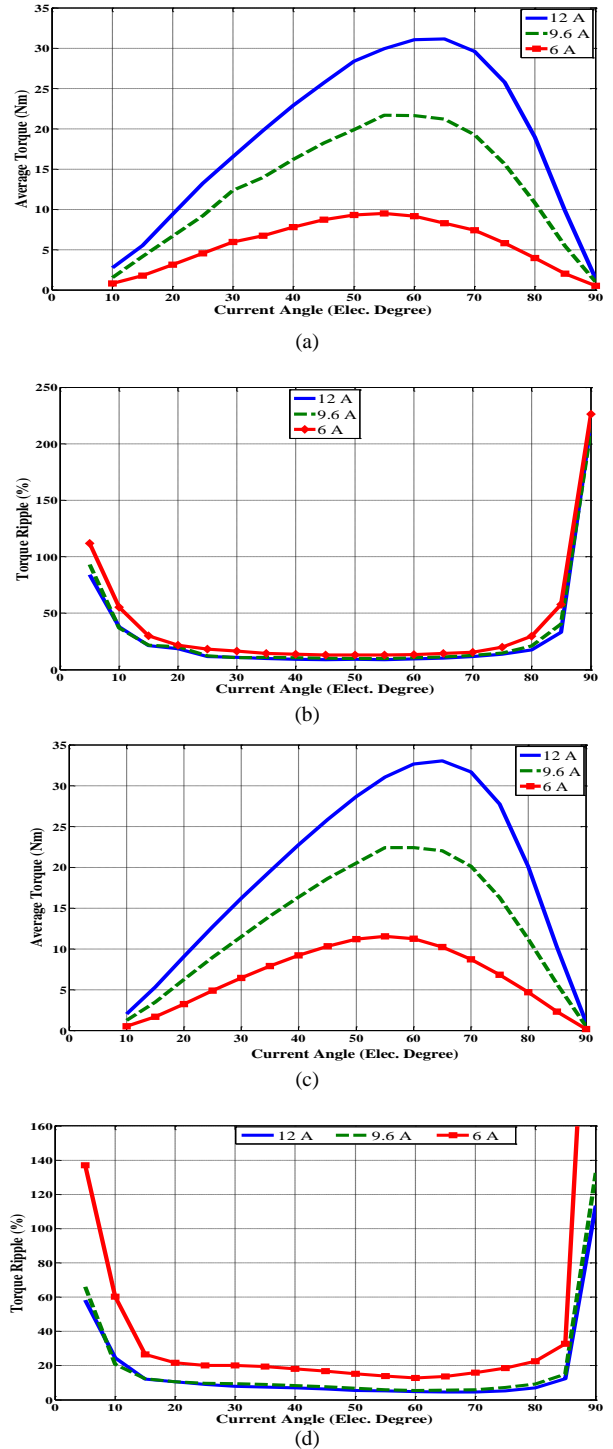 35
30
25
20
15
10
5
0
Average Torque (Nm)
12 A
9.6 A
6 A
0 10 20 30 40 50 60 70 80 90
Current Angle (Elec. Degree)
(a)
250
200
150
100
50
0
Torque Ripple (%)
12 A
9.6 A
6 A
0 10 20 30 40 50 60 70 80 90
Current Angle (Elect. Degree)
(b)
35
30
25
20
15
10
5
0
Average Torque (Nm)
12 A
9.6 A
6 A
0 10 20 30 40 50 60 70 80 90
Current Angle (Elec. Degree)
(c)
160
140
120
100
80
60
40
20
0
Torque Ripple (%)
12 A 9.6 A 6 A
0 10 20 30 40 50 60 70 80 90
Current Angle (Elec. Degree)
(d)